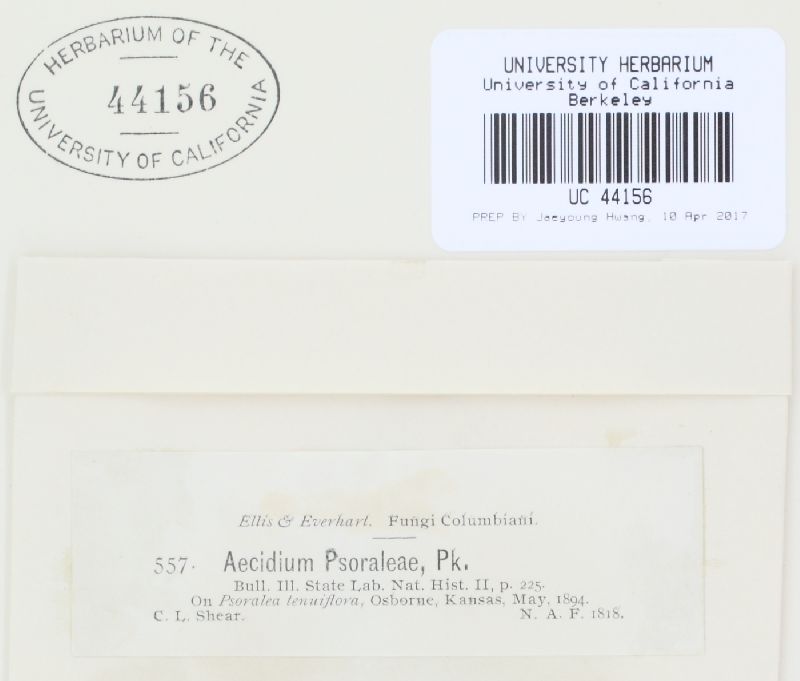 HERBARIUM OF THE
44156
UNIVERSITY OF CALIFORNIA
UNIVERSITY HERBARIUM
University of California
Berkeley
UC 44156
PREP BY Jaeyoung Hwang, 10 Apr 2017
Ellis & Everhart. Fungi Columbiani.
557. Aecidium Psoraleae, Pk.
Bull. Ill. State Lab. Nat. Hist. II, p. 225.
On Psoralea tenuiflora, Osborne, Kansas, May, 1894.
C. L. Shear. N. A. F. 1818.